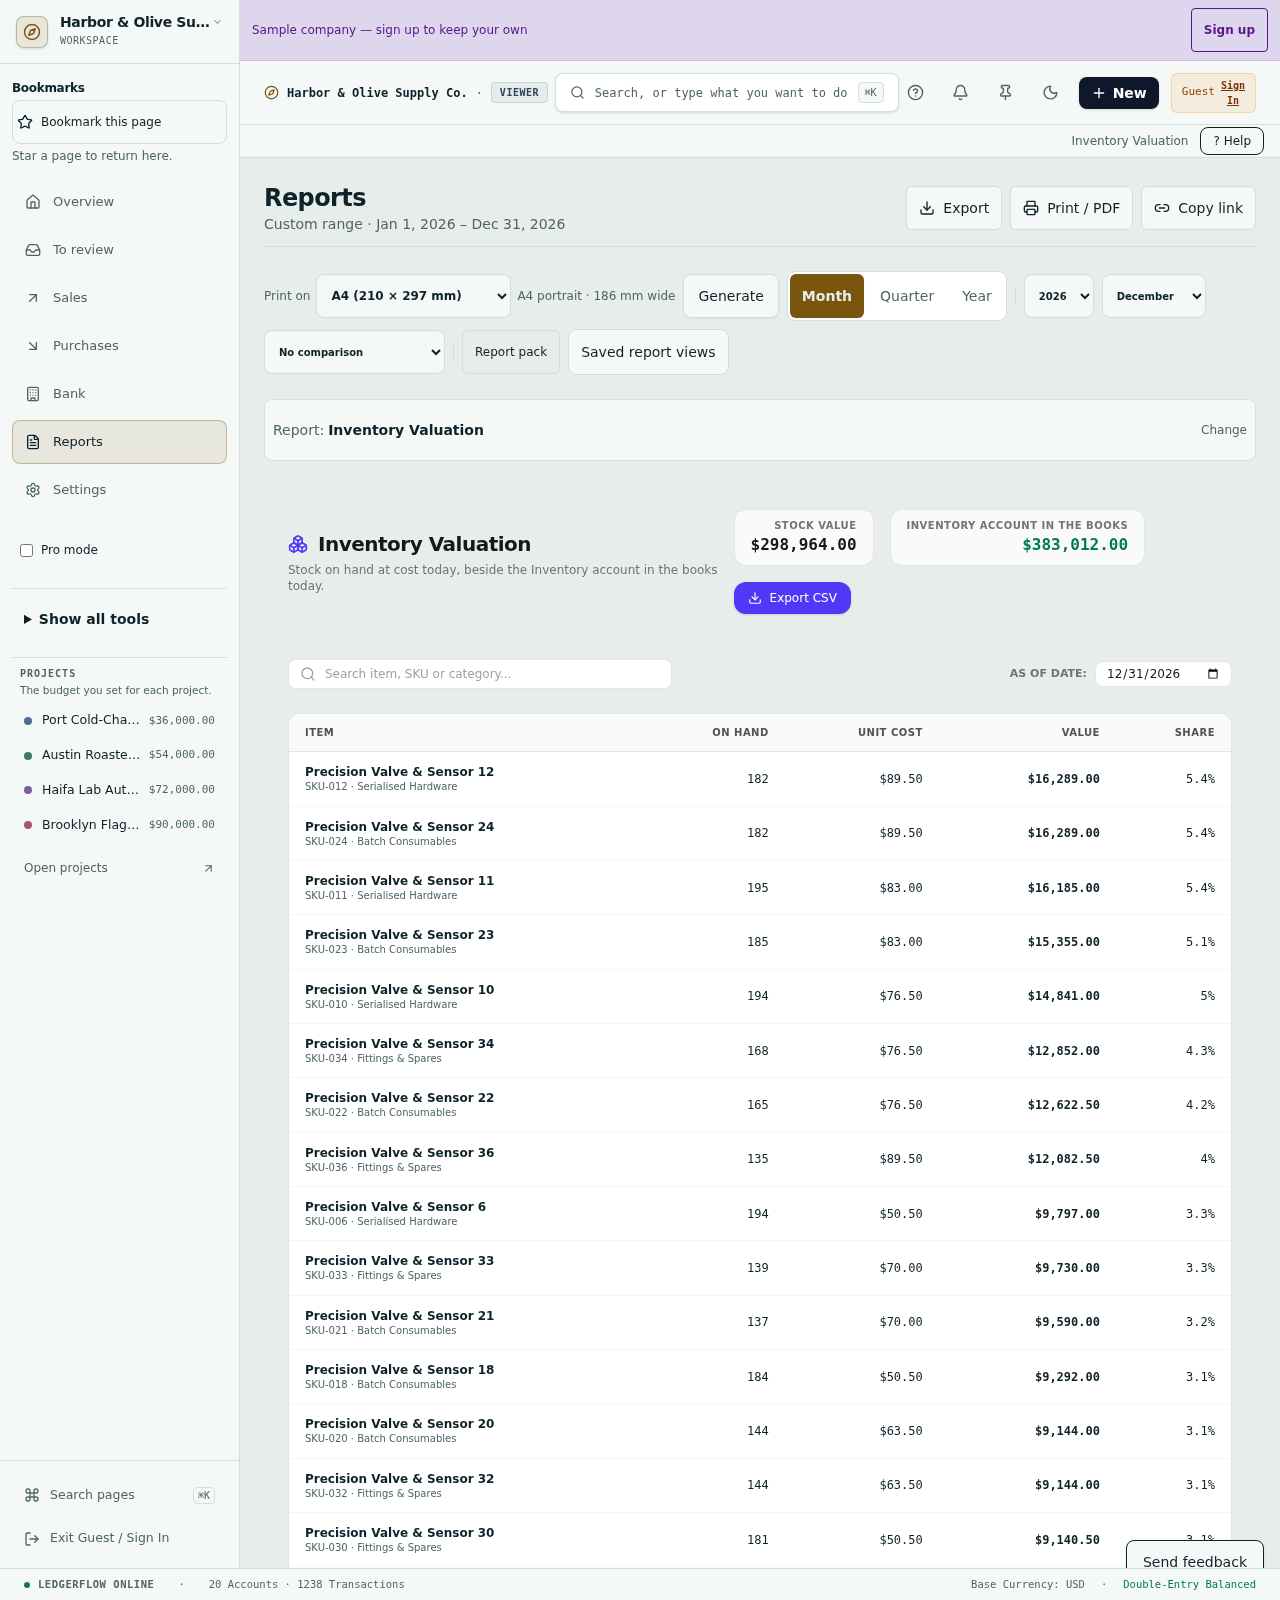 Harbor & Olive Su...
WORKSPACE
Bookmarks
Bookmark this page
Star a page to return here.
Overview
To review
Sales
Purchases
Bank
Reports
Settings
Pro mode
Show all tools
PROJECTS
The budget you set for each project.
Port Cold-Cha... $36,000.00
Austin Roaste... $54,000.00
Haifa Lab Aut... $72,000.00
Brooklyn Flag... $90,000.00
Open projects
Search pages ⌘K
Exit Guest / Sign In
Sample company — sign up to keep your own
Sign up
Harbor & Olive Supply Co. · VIEWER
Search, or type what you want to do ⌘K
New
Guest Sign In
Inventory Valuation
? Help
Reports
Custom range · Jan 1, 2026 – Dec 31, 2026
Export
Print / PDF
Copy link
Print on A4 (210 × 297 mm) A4 portrait · 186 mm wide Generate Month Quarter Year 2026 December
No comparison Report pack Saved report views
Report: Inventory Valuation Change
Inventory Valuation
Stock on hand at cost today, beside the Inventory account in the books today.
STOCK VALUE
$298,964.00
INVENTORY ACCOUNT IN THE BOOKS
$383,012.00
Export CSV
Search item, SKU or category...
AS OF DATE: 12/31/2026
ITEM ON HAND UNIT COST VALUE SHARE
Precision Valve & Sensor 12
SKU-012 · Serialised Hardware
182 $89.50 $16,289.00 5.4%
Precision Valve & Sensor 24
SKU-024 · Batch Consumables
182 $89.50 $16,289.00 5.4%
Precision Valve & Sensor 11
SKU-011 · Serialised Hardware
195 $83.00 $16,185.00 5.4%
Precision Valve & Sensor 23
SKU-023 · Batch Consumables
185 $83.00 $15,355.00 5.1%
Precision Valve & Sensor 10
SKU-010 · Serialised Hardware
194 $76.50 $14,841.00 5%
Precision Valve & Sensor 34
SKU-034 · Fittings & Spares
168 $76.50 $12,852.00 4.3%
Precision Valve & Sensor 22
SKU-022 · Batch Consumables
165 $76.50 $12,622.50 4.2%
Precision Valve & Sensor 36
SKU-036 · Fittings & Spares
135 $89.50 $12,082.50 4%
Precision Valve & Sensor 6
SKU-006 · Serialised Hardware
194 $50.50 $9,797.00 3.3%
Precision Valve & Sensor 33
SKU-033 · Fittings & Spares
139 $70.00 $9,730.00 3.3%
Precision Valve & Sensor 21
SKU-021 · Batch Consumables
137 $70.00 $9,590.00 3.2%
Precision Valve & Sensor 18
SKU-018 · Batch Consumables
184 $50.50 $9,292.00 3.1%
Precision Valve & Sensor 20
SKU-020 · Batch Consumables
144 $63.50 $9,144.00 3.1%
Precision Valve & Sensor 32
SKU-032 · Fittings & Spares
144 $63.50 $9,144.00 3.1%
Precision Valve & Sensor 30
SKU-030 · Fittings & Spares
181 $50.50 $9,140.50
Send feedback
LEDGERFLOW ONLINE · 20 Accounts · 1238 Transactions
Base Currency: USD · Double-Entry Balanced